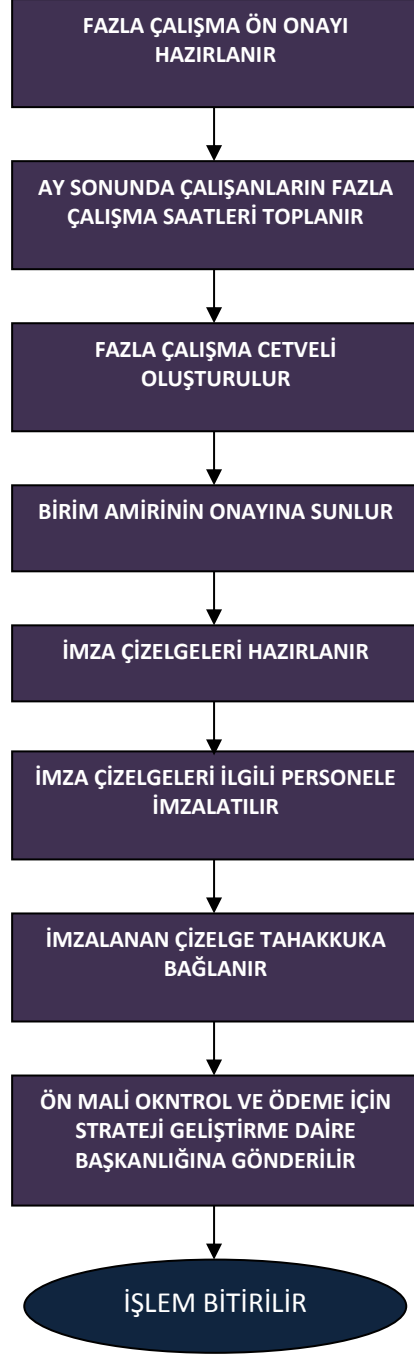 FAZLA ÇALIŞMA ÖN ONAYI
HAZIRLANIR
AY SONUNDA ÇALIŞANLARIN FAZLA
ÇALIŞMA SAATLERİ TOPLANIR
FAZLA ÇALIŞMA CETVELİ
OLUŞTURULUR
BİRİM AMİRİNİN ONAYINA SUNLUR
İMZA ÇİZELGELERİ HAZIRLANIR
İMZA ÇİZELGELERİ İLGİLİ PERSONELE
İMZALATILIR
İMZALANAN ÇİZELGE TAHAKKUKA
BAĞLANIR
ÖN MALİ OKNTROL VE ÖDEME İÇİN
STRATEJİ GELİŞTİRME DAİRE
BAŞKANLIĞINA GÖNDERİLİR
İŞLEM BİTİRİLİR